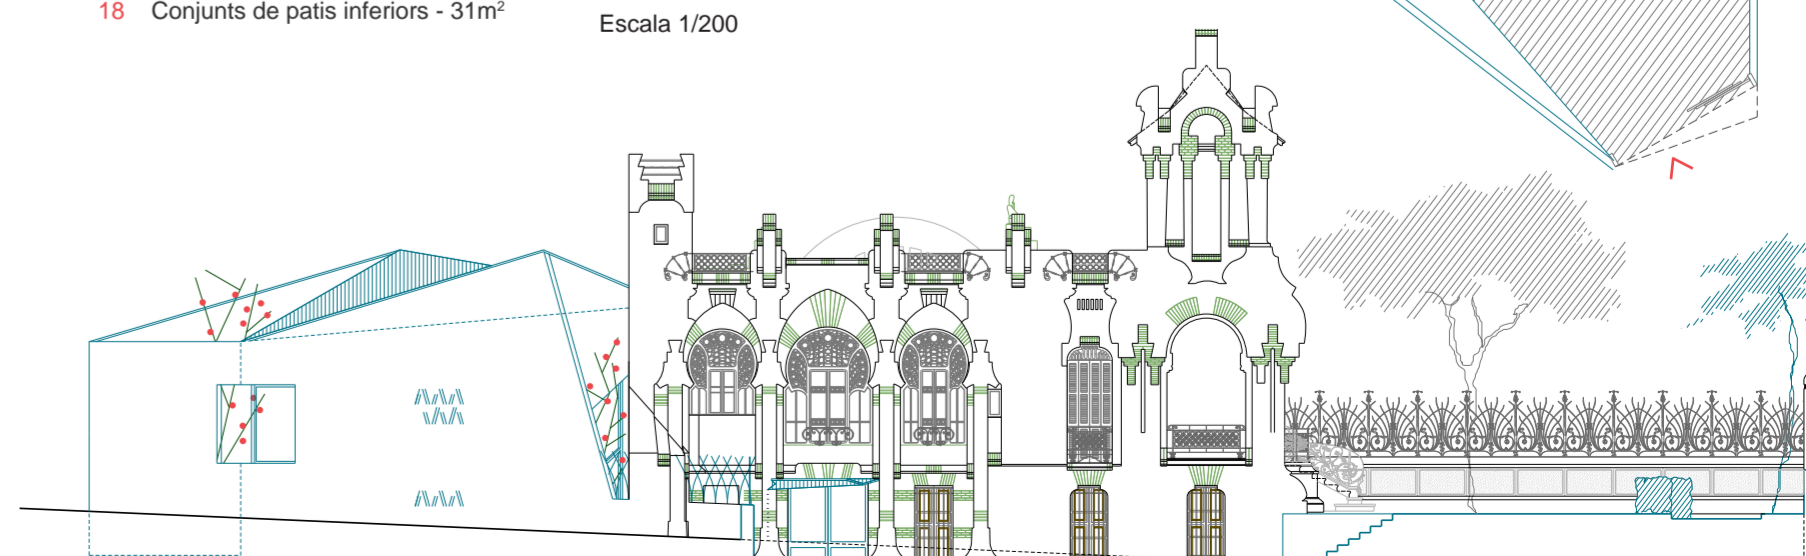 18 Conjunts de patis inferiors - 31m²
Escala 1/200